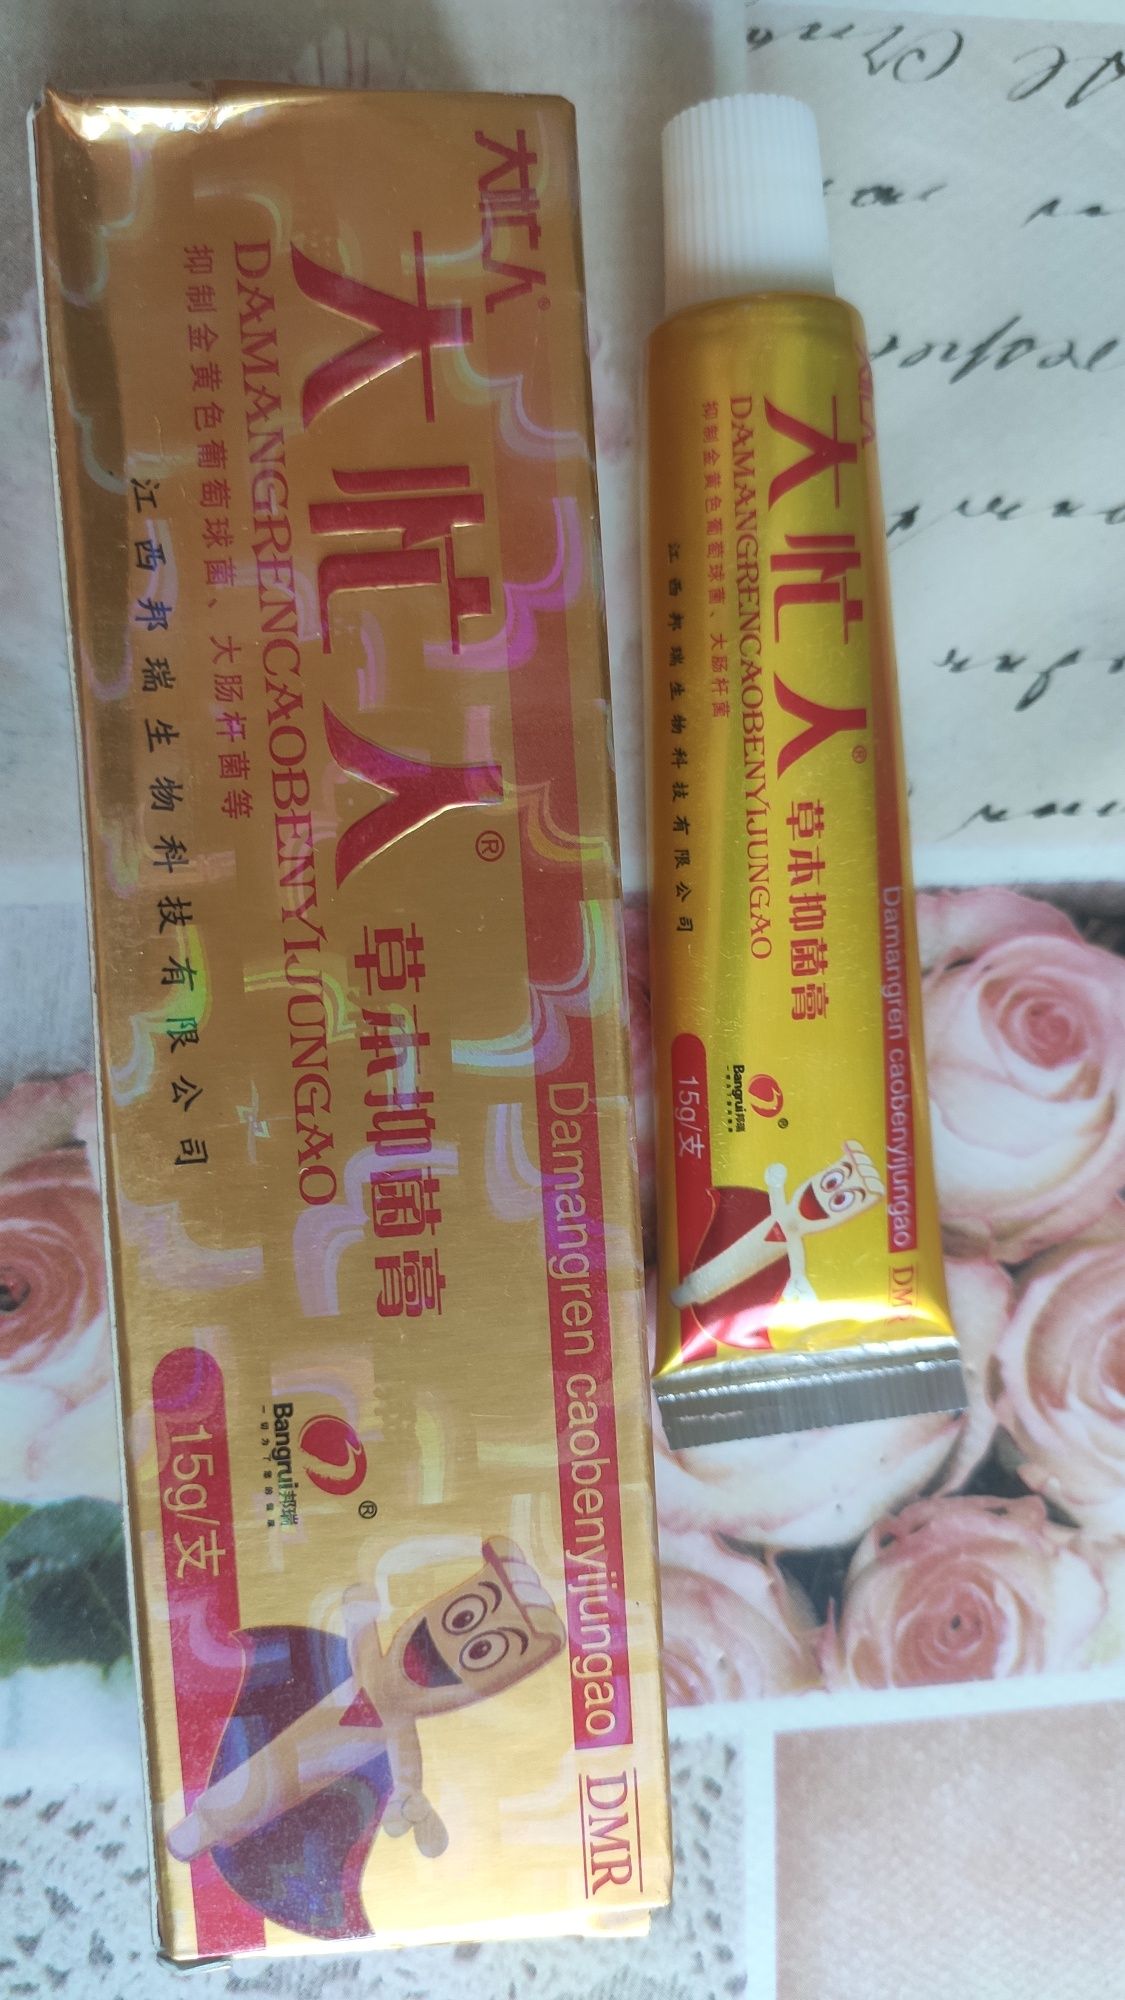 大忙人®
Damangren caobenyijungao DMR
大忙人® 草本抑菌膏
DAMANGRENCAOBENYIJUNGAO
抑制金黄色葡萄球菌、大肠杆菌等
江西邦瑞生物科技有限公司
®
Bangrui邦瑞
15g/支
大忙人
Damangren caobenyijungao DMR
大忙人® 草本抑菌膏
DAMANGRENCAOBENYIJUNGAO
抑制金黄色葡萄球菌、大肠杆菌
江西邦瑞生物科技有限公司
®
Bangrui邦瑞
15g/支